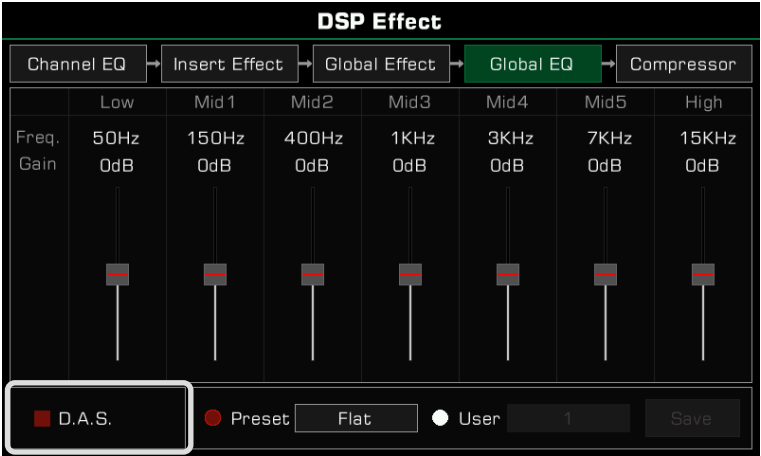 DSP Effect
Channel EQ Insert Effect Global Effect Global EQ Compressor
Low Mid1 Mid2 Mid3 Mid4 Mid5 High
Freq. 50Hz 150Hz 400Hz 1KHz 3KHz 7KHz 15KHz
Gain 0dB 0dB 0dB 0dB 0dB 0dB 0dB
D.A.S. Preset Flat User 1 Save